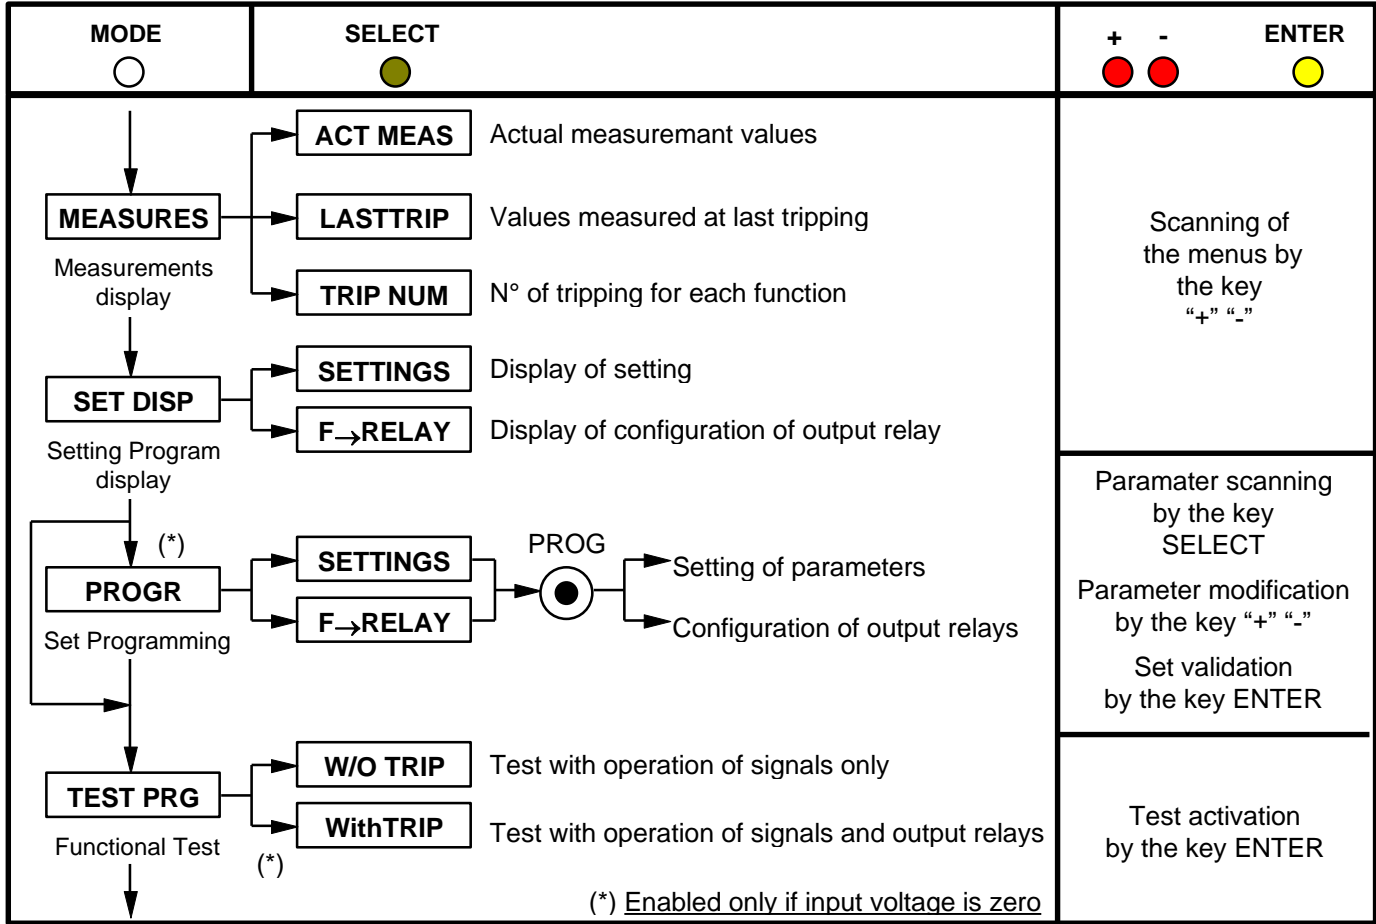 MODE
SELECT
+ -
ENTER
ACT MEAS
Actual measuremant values
MEASURES
LASTTRIP
Values measured at last tripping
Measurements
display
TRIP NUM
N° of tripping for each function
Scanning of
the menus by
the key
“+” “-”
SET DISP
SETTINGS
Display of setting
F→RELAY
Display of configuration of output relay
Setting Program
display
(*)
PROGR
SETTINGS
F→RELAY
PROG
Setting of parameters
Configuration of output relays
Set Programming
Paramater scanning
by the key
SELECT
Parameter modification
by the key “+” “-”
Set validation
by the key ENTER
TEST PRG
W/O TRIP
Test with operation of signals only
WithTRIP
Test with operation of signals and output relays
Functional Test
(*)
Test activation
by the key ENTER
(*) Enabled only if input voltage is zero